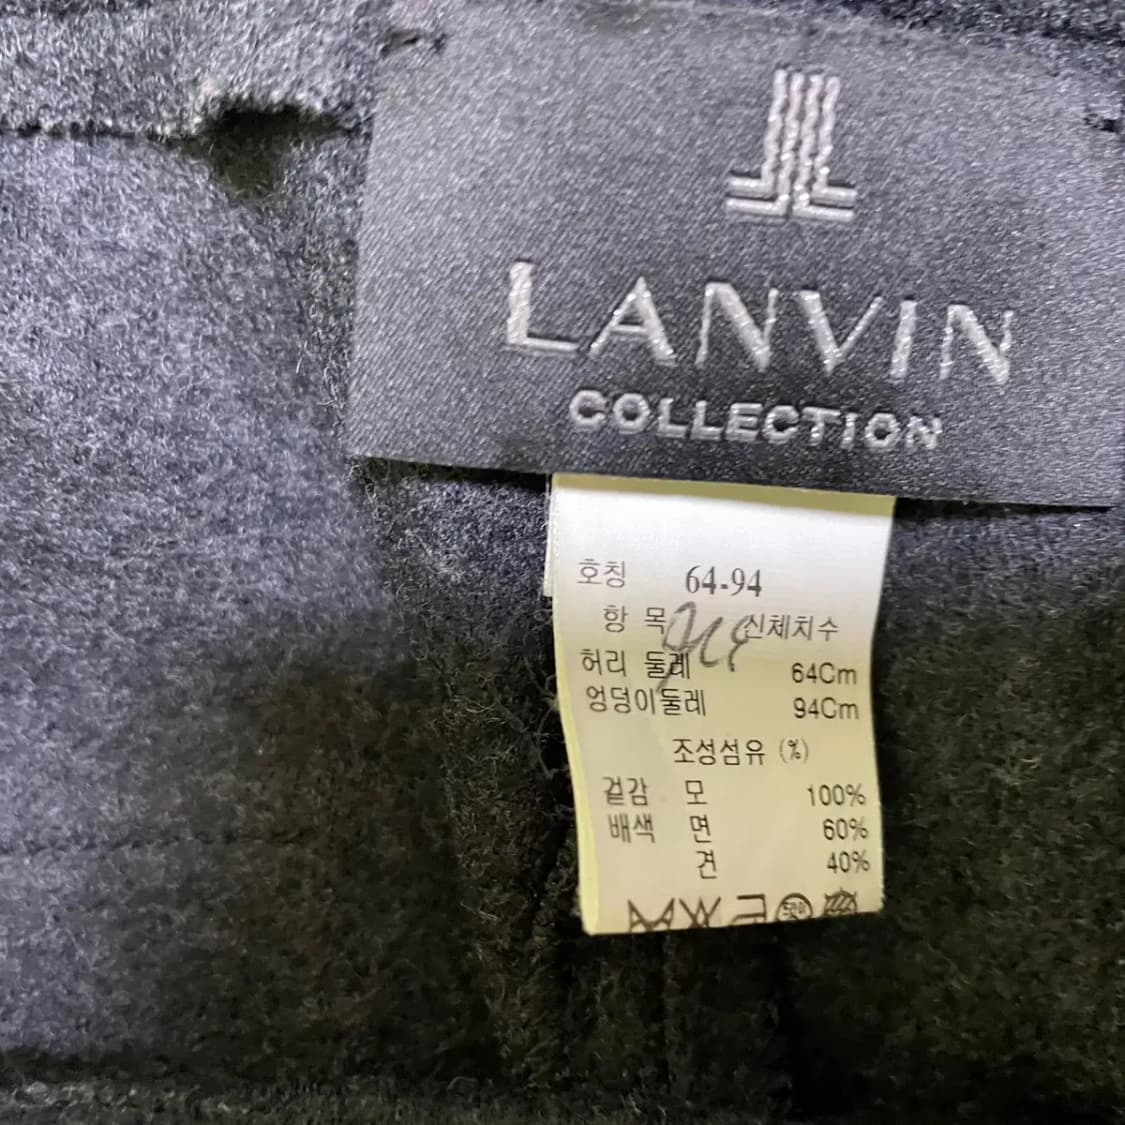 LANVIN
COLLECTION
호칭 64-94
항 목 신체치수
허리 둘레 64Cm
엉덩이둘레 94Cm
조성섬유 (%)
겉감 모 100%
배색 면 60%
견 40%